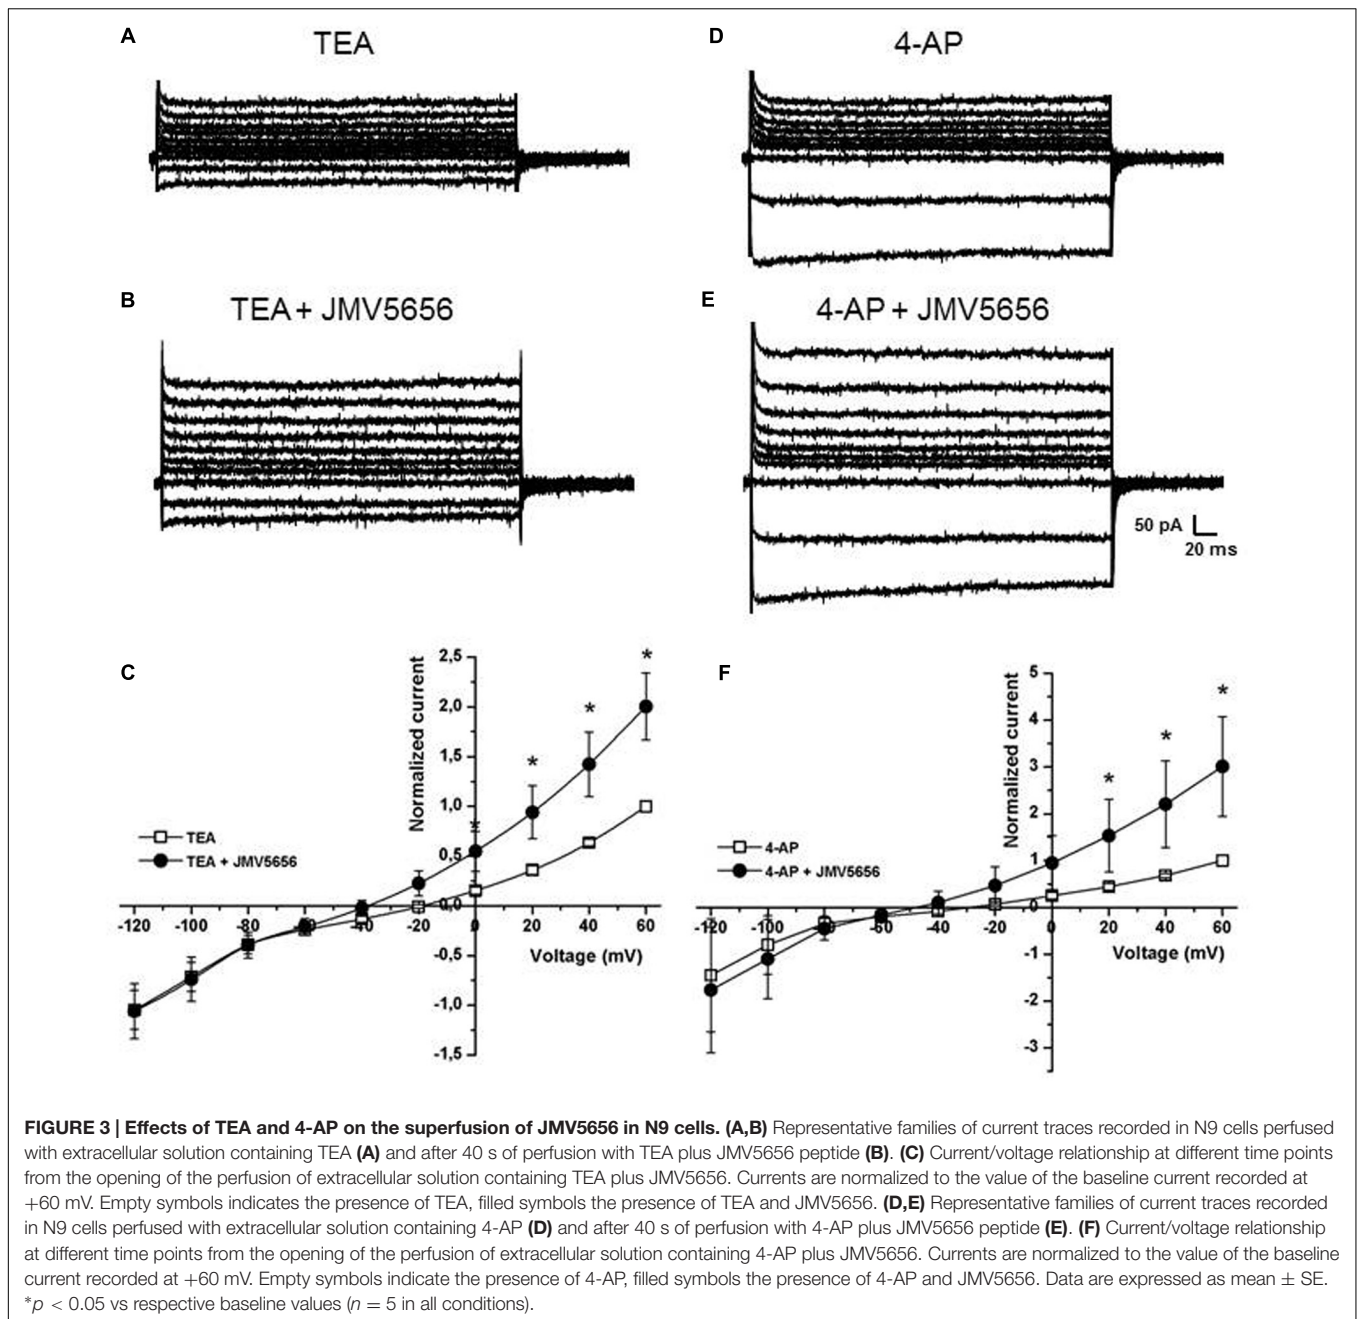 A
TEA
D
4-AP
B
TEA + JMV5656
E
4-AP + JMV5656
50 pA
20 ms
C
2,5
2,0
1,5
1,0
0,5
0,0
-0,5
-1,0
-1,5
Normalized current
*
*
*
*
TEA
TEA + JMV5656
-120 -100 -80 -60 -40 -20 0 20 40 60
Voltage (mV)
F
5
4
3
2
1
0
-1
-2
-3
Normalized current
*
*
*
4-AP
4-AP + JMV5656
-120 -100 -80 -60 -40 -20 0 20 40 60
Voltage (mV)
FIGURE 3 | Effects of TEA and 4-AP on the superfusion of JMV5656 in N9 cells. (A,B) Representative families of current traces recorded in N9 cells perfused
with extracellular solution containing TEA (A) and after 40 s of perfusion with TEA plus JMV5656 peptide (B). (C) Current/voltage relationship at different time points
from the opening of the perfusion of extracellular solution containing TEA plus JMV5656. Currents are normalized to the value of the baseline current recorded at
+60 mV. Empty symbols indicates the presence of TEA, filled symbols the presence of TEA and JMV5656. (D,E) Representative families of current traces recorded
in N9 cells perfused with extracellular solution containing 4-AP (D) and after 40 s of perfusion with 4-AP plus JMV5656 peptide (E). (F) Current/voltage relationship
at different time points from the opening of the perfusion of extracellular solution containing 4-AP plus JMV5656. Currents are normalized to the value of the baseline
current recorded at +60 mV. Empty symbols indicate the presence of 4-AP, filled symbols the presence of 4-AP and JMV5656. Data are expressed as mean ± SE.
*p < 0.05 vs respective baseline values (n = 5 in all conditions).